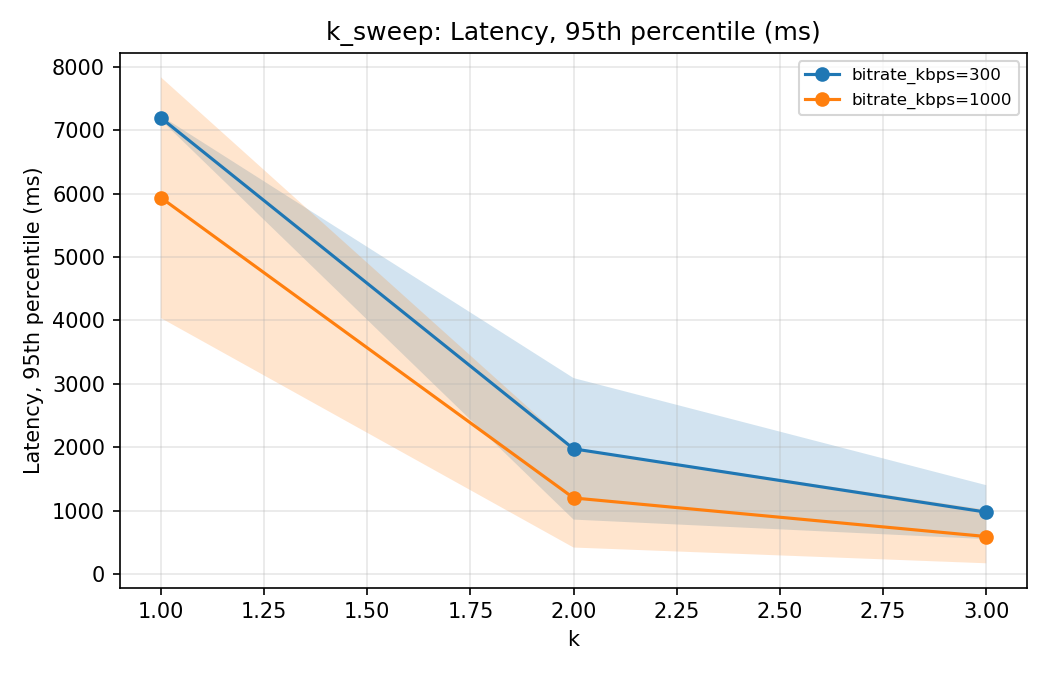 k_sweep: Latency, 95th percentile (ms)
bitrate_kbps=300
bitrate_kbps=1000
Latency, 95th percentile (ms)
8000
7000
6000
5000
4000
3000
2000
1000
0
1.00 1.25 1.50 1.75 2.00 2.25 2.50 2.75 3.00
k